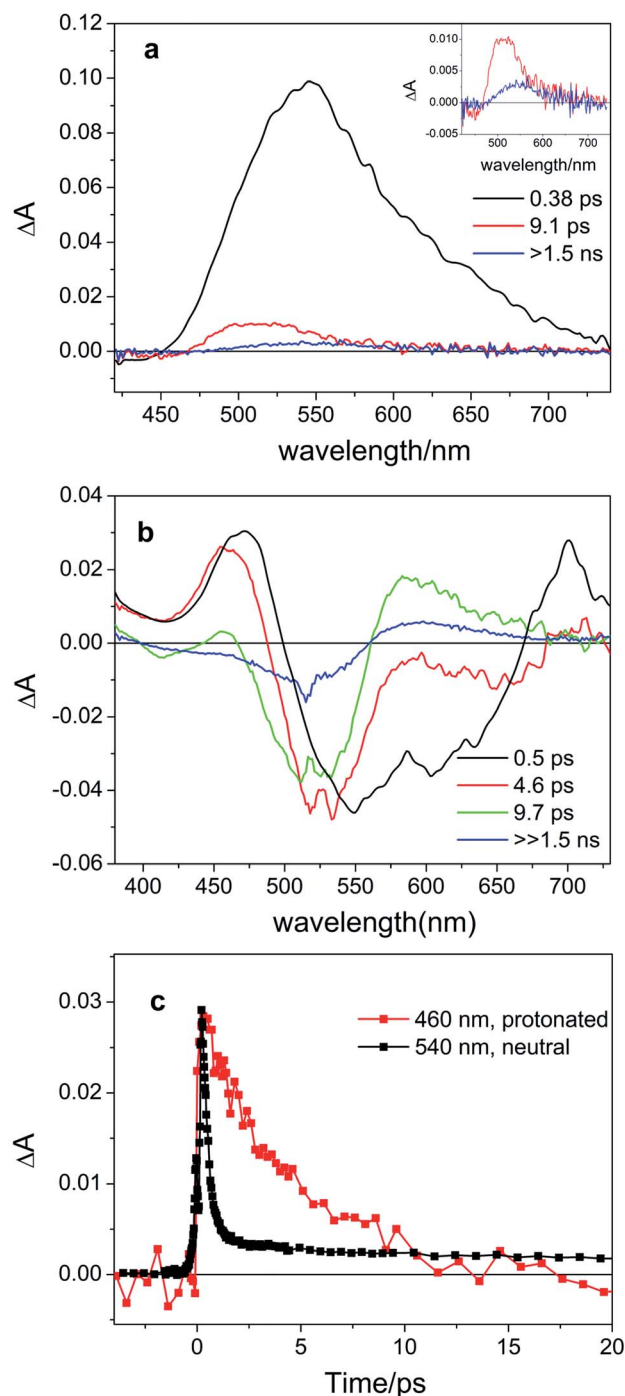 a
0.010
0.005
0.000
-0.005
ΔA
500 600 700
wavelength/nm
0.12
0.10
0.08
0.06
0.04
0.02
0.00
ΔA
0.38 ps
9.1 ps
>1.5 ns
450 500 550 600 650 700
wavelength/nm
b
0.04
0.02
0.00
-0.02
-0.04
-0.06
ΔA
0.5 ps
4.6 ps
9.7 ps
>>1.5 ns
400 450 500 550 600 650 700
wavelength(nm)
c
0.03
0.02
0.01
0.00
ΔA
460 nm, protonated
540 nm, neutral
0 5 10 15 20
Time/ps